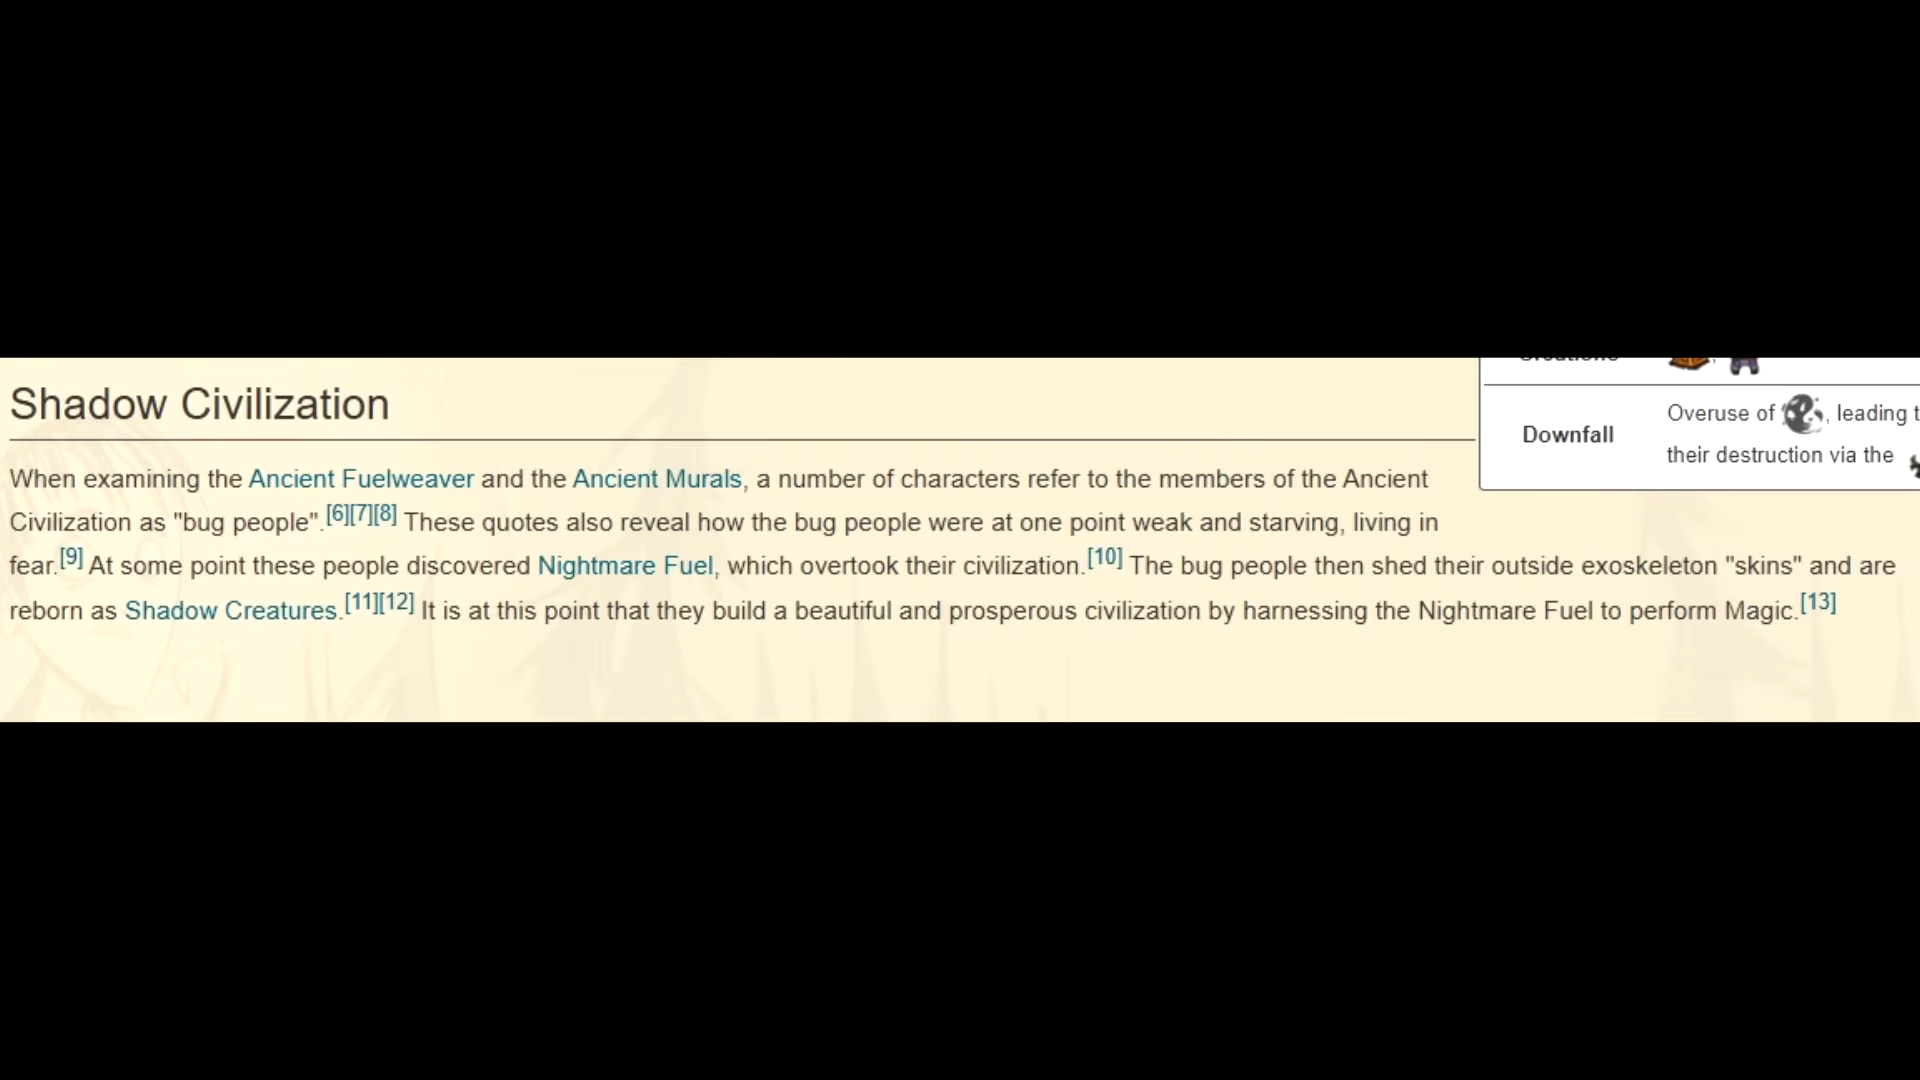 Shadow Civilization
When examining the Ancient Fuelweaver and the Ancient Murals, a number of characters refer to the members of the Ancient
Civilization as "bug people".[6][7][8] These quotes also reveal how the bug people were at one point weak and starving, living in
fear.[9] At some point these people discovered Nightmare Fuel, which overtook their civilization.[10] The bug people then shed their outside exoskeleton "skins" and are
reborn as Shadow Creatures.[11][12] It is at this point that they build a beautiful and prosperous civilization by harnessing the Nightmare Fuel to perform Magic.[13]
Downfall
Overuse of , leading t
their destruction via the